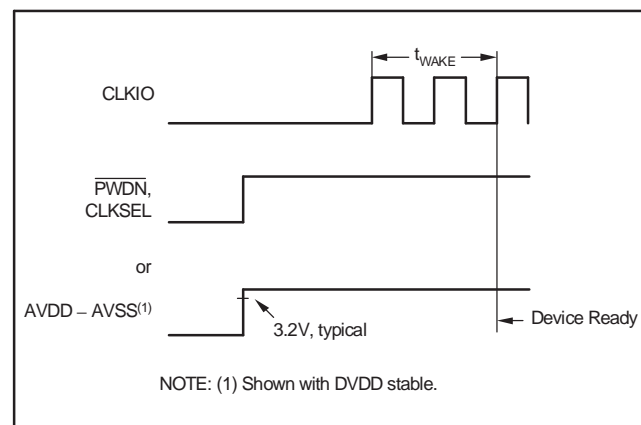 tWAKE
CLKIO
PWDN,
CLKSEL
or
AVDD – AVSS(1)
3.2V, typical
Device Ready
NOTE: (1) Shown with DVDD stable.